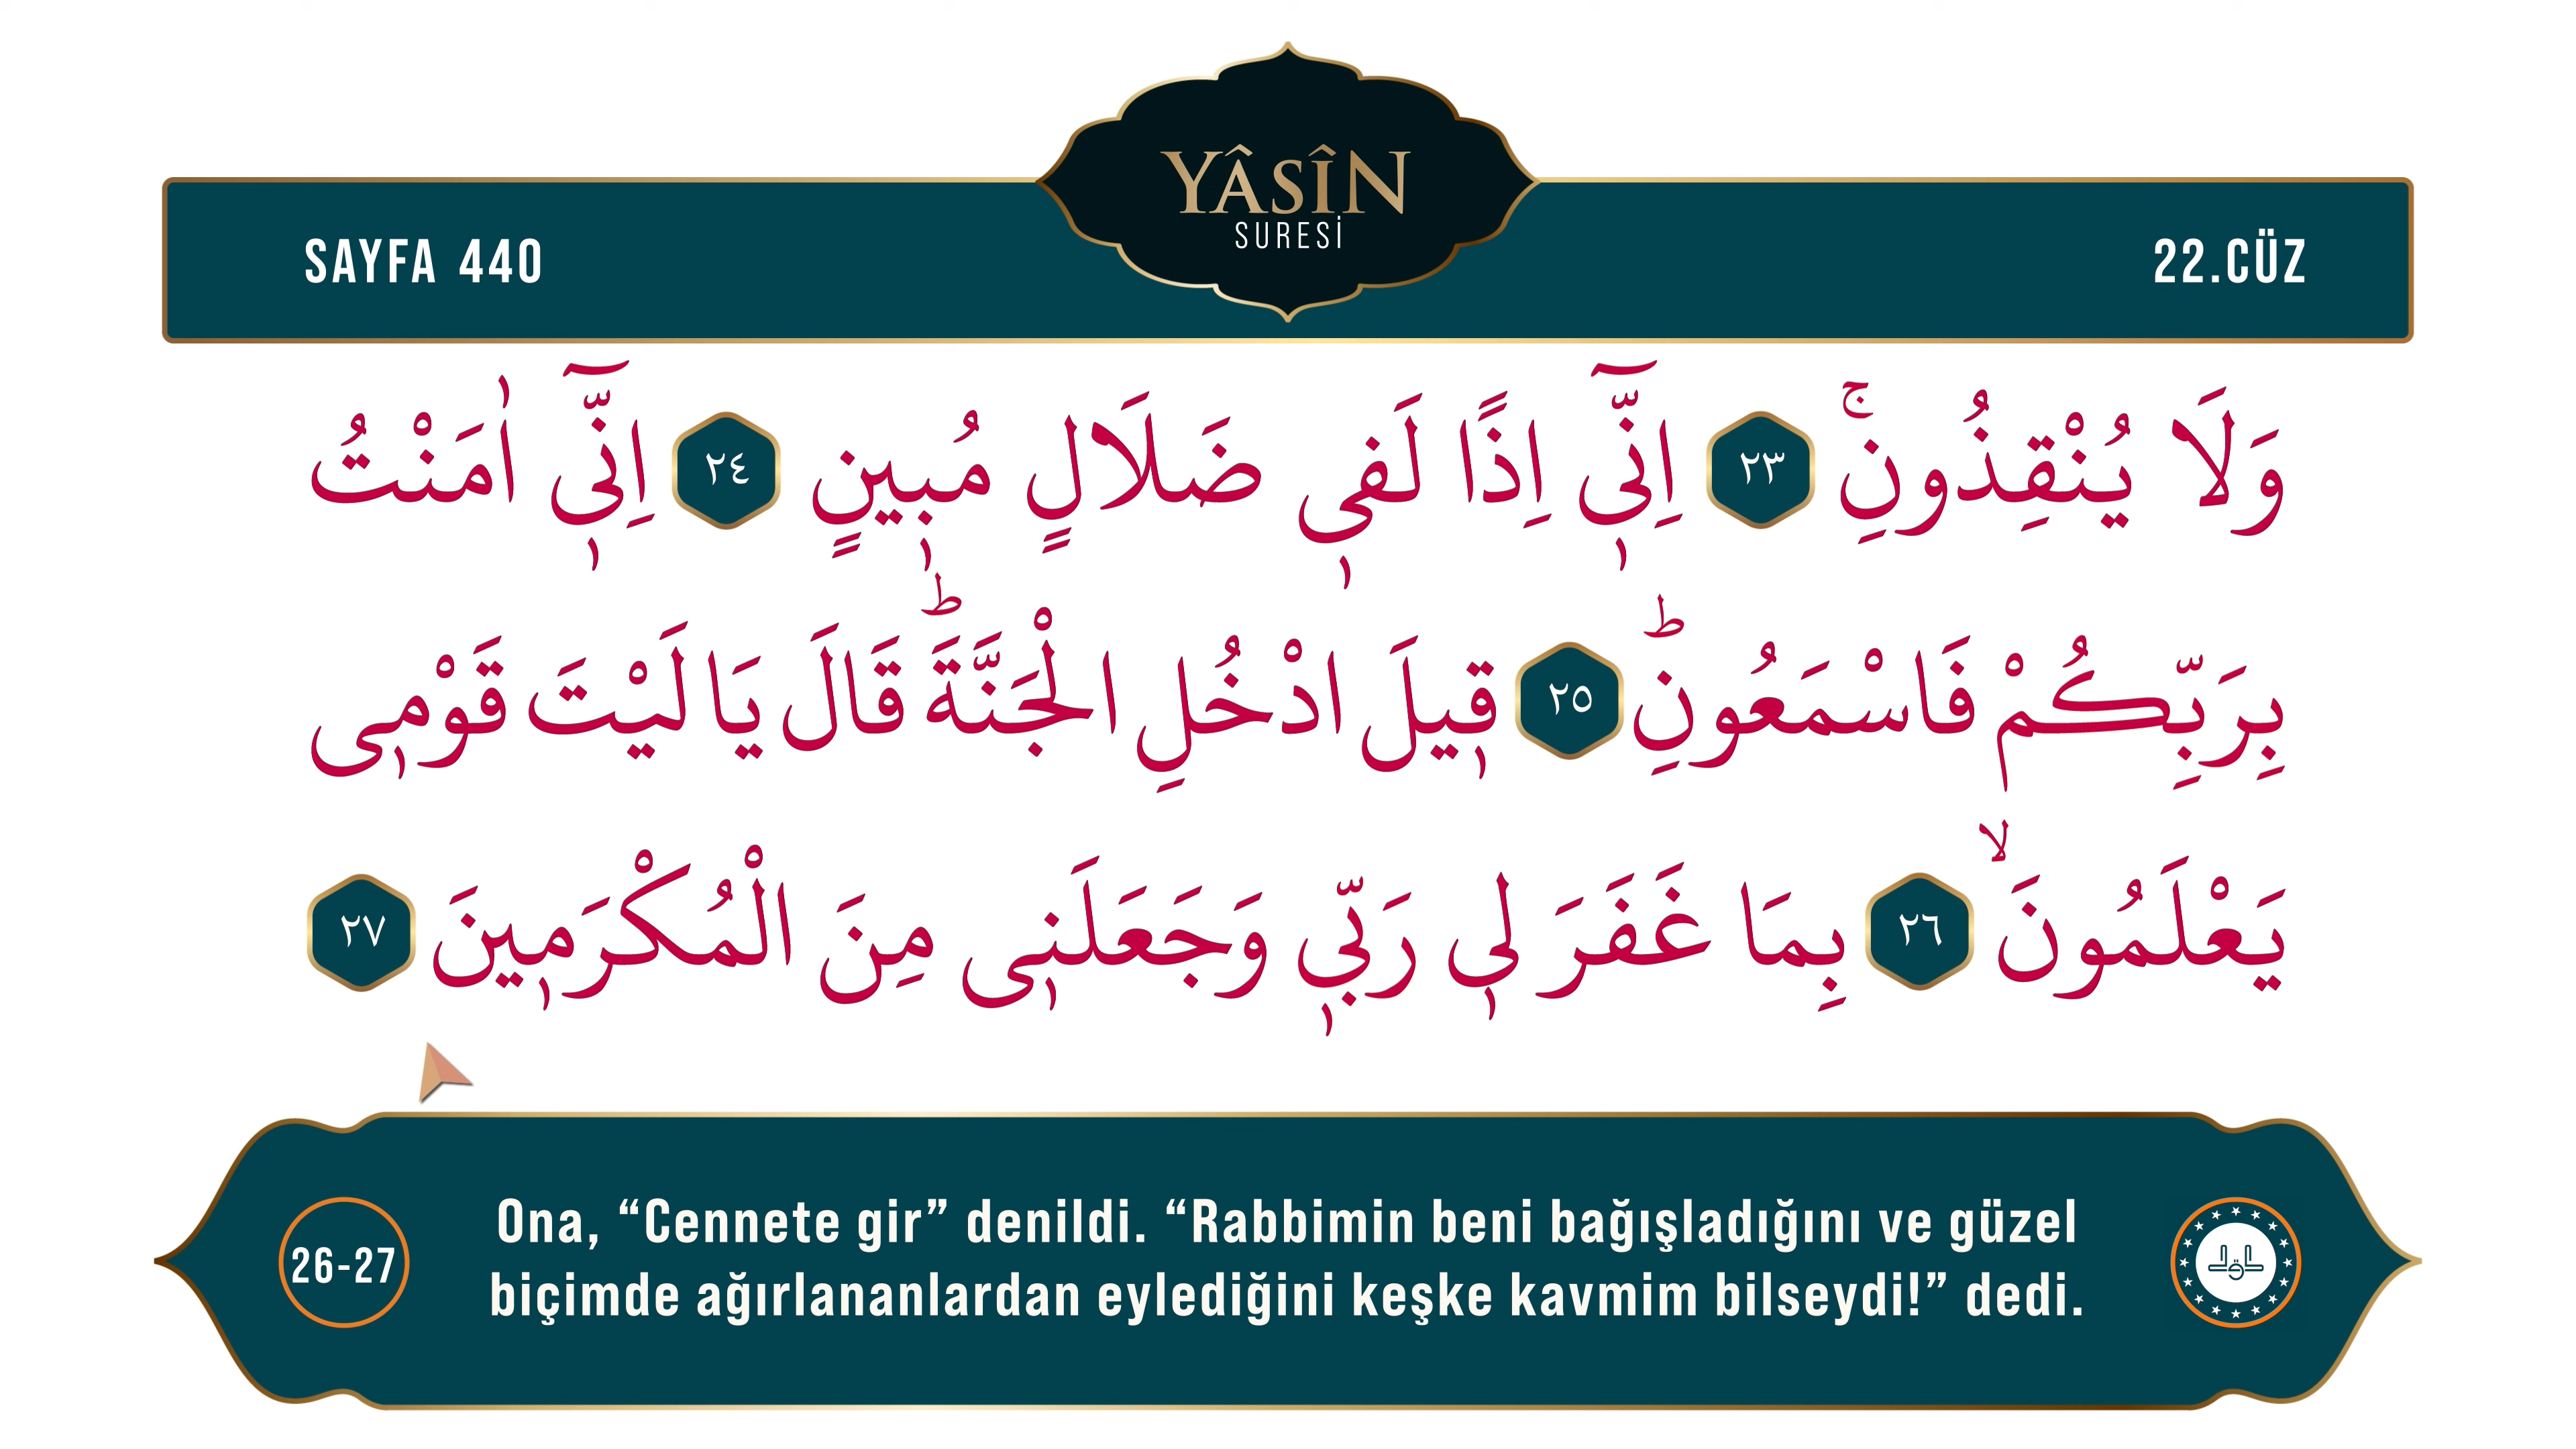 YÂSÎN
SURESİ
SAYFA 440
22.CÜZ
وَلَا يُنْقِذُونِۚ ﴿٢٣﴾ اِنّ۪ٓي اِذًا لَف۪ي ضَلَالٍ مُب۪ينٍ ﴿٢٤﴾ اِنّ۪ٓي اٰمَنْتُ
بِرَبِّكُمْ فَاسْمَعُونِۜ ﴿٢٥﴾ ق۪يلَ ادْخُلِ الْجَنَّةَۜ قَالَ يَا لَيْتَ قَوْم۪ي
يَعْلَمُونَۙ ﴿٢٦﴾ بِمَا غَفَرَ ل۪ي رَبّ۪ي وَجَعَلَن۪ي مِنَ الْمُكْرَم۪ينَ ﴿٢٧﴾
26-27
Ona, “Cennete gir” denildi. “Rabbimin beni bağışladığını ve güzel
biçimde ağırlananlardan eylediğini keşke kavmim bilseydi!” dedi.